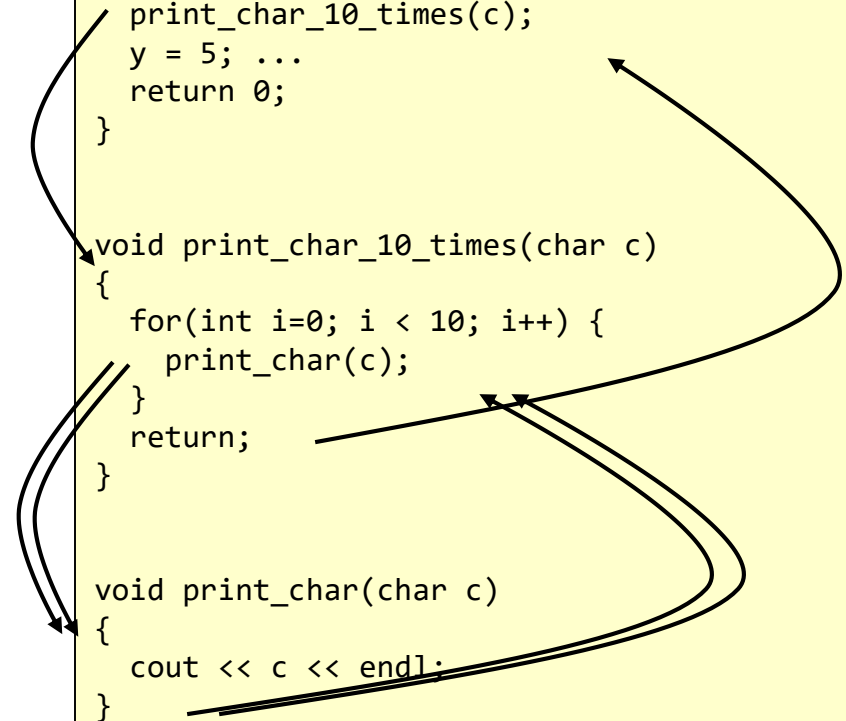 print_char_10_times(c);
y = 5; ...
return 0;
}
void print_char_10_times(char c)
{
for(int i=0; i < 10; i++) {
print_char(c);
}
return;
}
void print_char(char c)
{
cout << c << endl;
}